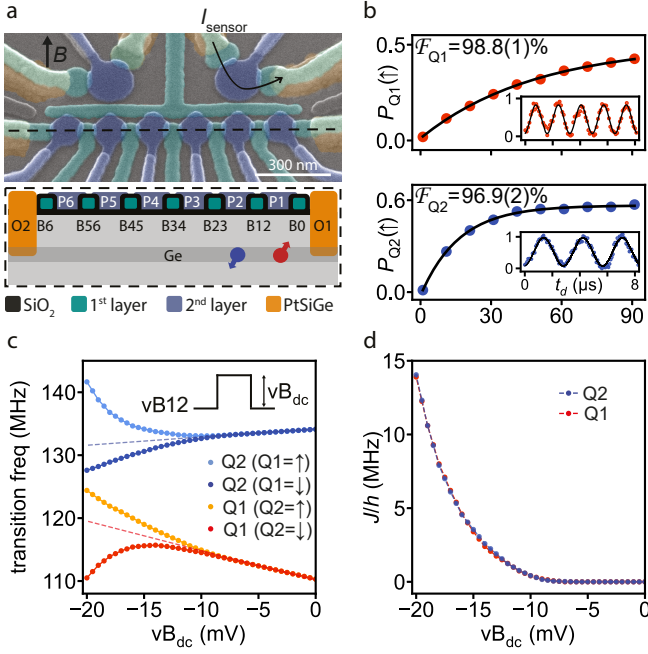 a
B
I_sensor
300 nm
P6 P5 P4 P3 P2 P1
O2 B6 B56 B45 B34 B23 B12 B0 O1
Ge
SiO₂ 1ˢᵗ layer 2ⁿᵈ layer PtSiGe
b
0.5
0.0
P_Q1(↑)
ℱ_Q1=98.8(1)%
1
0
0.6
0.0
P_Q2(↑)
ℱ_Q2=96.9(2)%
1
0
0 t_d (μs) 8
0 30 60 90
c
transition freq (MHz)
140
130
120
110
vB12
vB_dc
Q2 (Q1=↑)
Q2 (Q1=↓)
Q1 (Q2=↑)
Q1 (Q2=↓)
−20 −15 −10 −5 0
vB_dc (mV)
d
J/h (MHz)
15
10
5
0
Q2
Q1
−20 −15 −10 −5 0
vB_dc (mV)